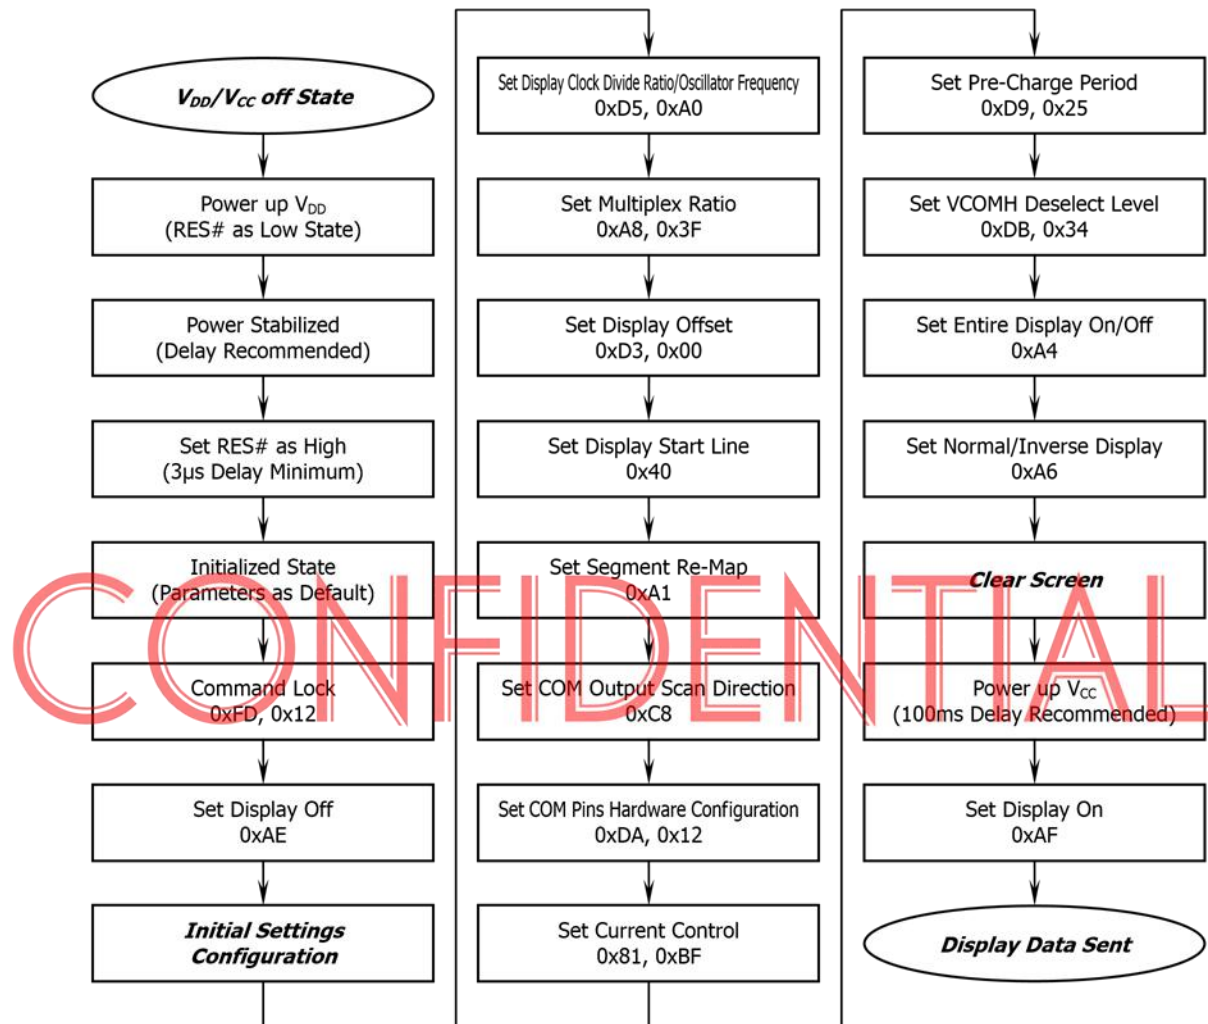 V_DD/V_CC off State
Power up V_DD
(RES# as Low State)
Power Stabilized
(Delay Recommended)
Set RES# as High
(3µs Delay Minimum)
Initialized State
(Parameters as Default)
Command Lock
0xFD, 0x12
Set Display Off
0xAE
Initial Settings
Configuration
Set Display Clock Divide Ratio/Oscillator Frequency
0xD5, 0xA0
Set Multiplex Ratio
0xA8, 0x3F
Set Display Offset
0xD3, 0x00
Set Display Start Line
0x40
Set Segment Re-Map
0xA1
Set COM Output Scan Direction
0xC8
Set COM Pins Hardware Configuration
0xDA, 0x12
Set Current Control
0x81, 0xBF
Set Pre-Charge Period
0xD9, 0x25
Set VCOMH Deselect Level
0xDB, 0x34
Set Entire Display On/Off
0xA4
Set Normal/Inverse Display
0xA6
Clear Screen
Power up V_CC
(100ms Delay Recommended)
Set Display On
0xAF
Display Data Sent
CONFIDENTIAL